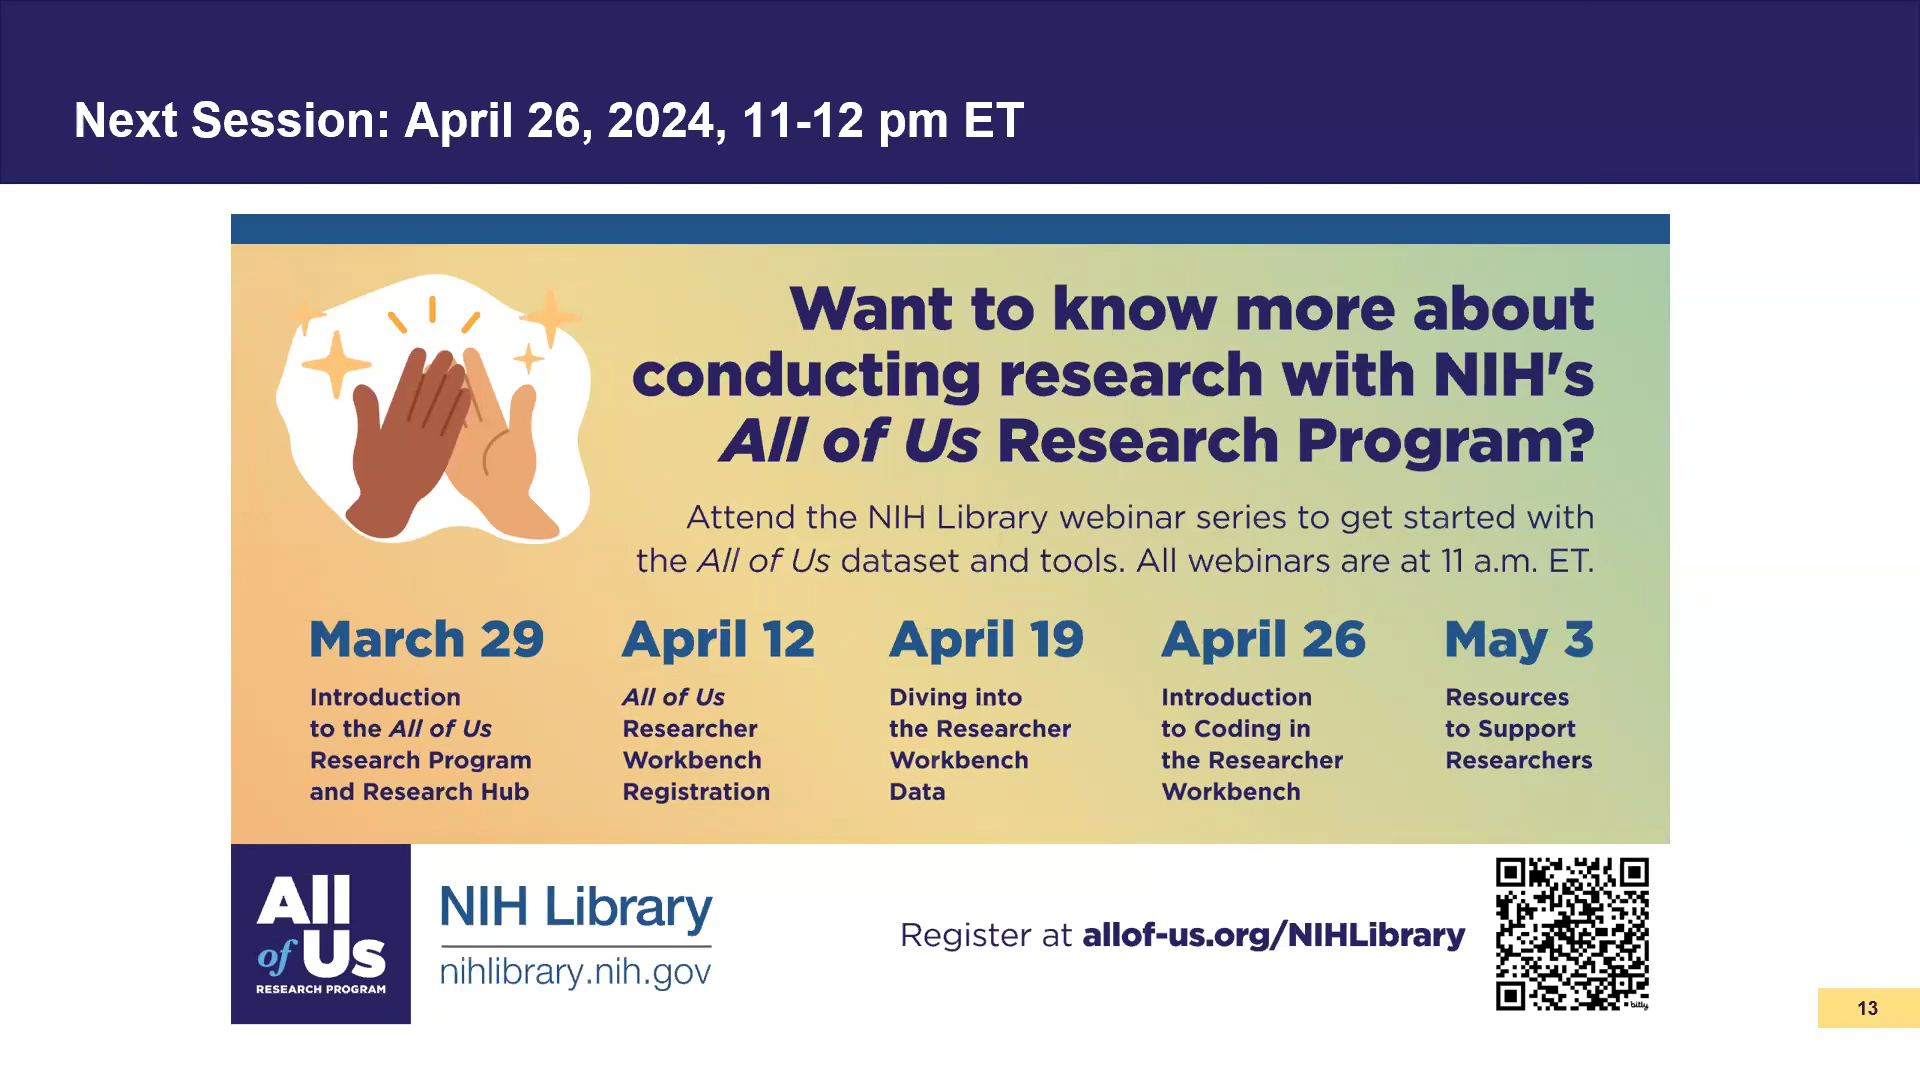 Next Session: April 26, 2024, 11-12 pm ET
Want to know more about
conducting research with NIH's
All of Us Research Program?
Attend the NIH Library webinar series to get started with
the All of Us dataset and tools. All webinars are at 11 a.m. ET.
March 29
Introduction
to the All of Us
Research Program
and Research Hub
April 12
All of Us
Researcher
Workbench
Registration
April 19
Diving into
the Researcher
Workbench
Data
April 26
Introduction
to Coding in
the Researcher
Workbench
May 3
Resources
to Support
Researchers
All
of Us
RESEARCH PROGRAM
NIH Library
nihlibrary.nih.gov
Register at allof-us.org/NIHLibrary
bitly
13